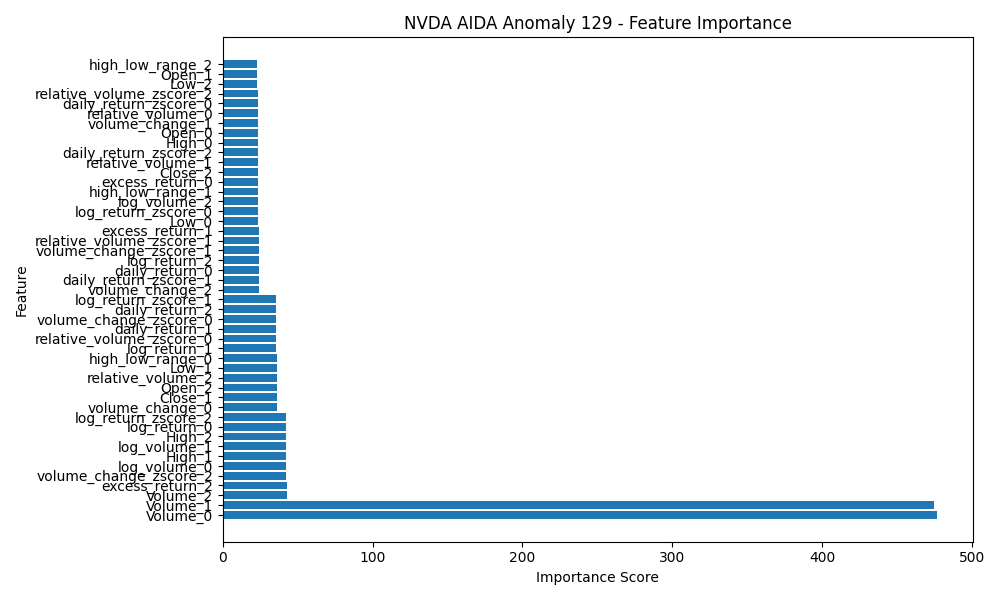 NVDA AIDA Anomaly 129 - Feature Importance
high_low_range_2
Open_1
Low_2
relative_volume_zscore_2
daily_return_zscore_0
relative_volume_0
volume_change_1
Open_0
High_0
daily_return_zscore_2
relative_volume_1
Close_2
excess_return_0
high_low_range_1
log_volume_2
log_return_zscore_0
Low_0
excess_return_1
relative_volume_zscore_1
volume_change_zscore_1
log_return_2
daily_return_0
daily_return_zscore_1
volume_change_2
log_return_zscore_1
daily_return_2
volume_change_zscore_0
daily_return_1
relative_volume_zscore_0
log_return_1
high_low_range_0
Low_1
relative_volume_2
Open_2
Close_1
volume_change_0
log_return_zscore_2
log_return_0
High_2
log_volume_1
High_1
log_volume_0
volume_change_zscore_2
excess_return_2
Volume_2
Volume_1
Volume_0
Feature
0 100 200 300 400 500
Importance Score